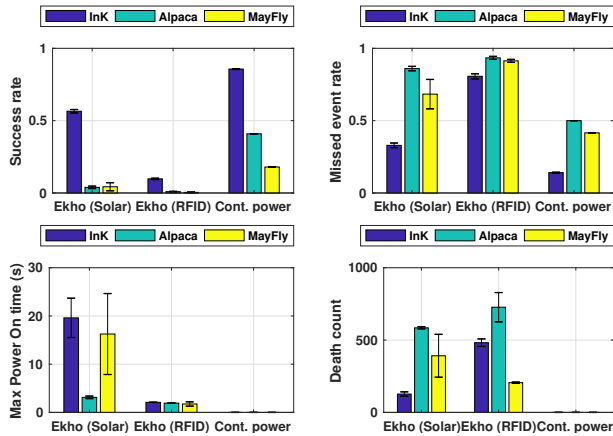 InK Alpaca MayFly
Success rate
1
0.5
0
Ekho (Solar) Ekho (RFID) Cont. power
InK Alpaca MayFly
Missed event rate
1
0.5
0
Ekho (Solar) Ekho (RFID) Cont. power
InK Alpaca MayFly
Max Power On time (s)
30
20
10
0
Ekho (Solar) Ekho (RFID) Cont. power
InK Alpaca MayFly
Death count
1000
500
0
Ekho (Solar) Ekho (RFID) Cont. power